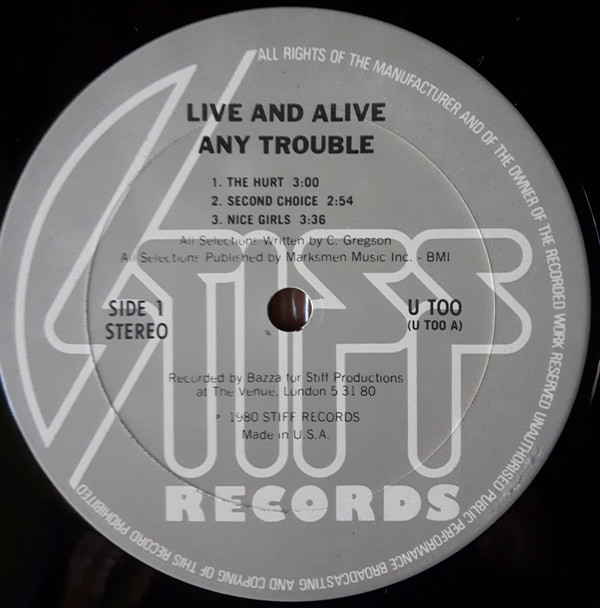 ALL RIGHTS OF THE MANUFACTURER AND OF THE OWNER OF THE RECORDED WORK RESERVED UNAUTHORISED PUBLIC PERFORMANCE BROADCASTING AND COPYING OF THIS RECORD PROHIBITED
LIVE AND ALIVE
ANY TROUBLE
1. THE HURT 3:00
2. SECOND CHOICE 2:54
3. NICE GIRLS 3:36
All Selections Written by C. Gregson
All Selections Published by Marksmen Music Inc. - BMI
STIFF
SIDE 1
STEREO
U TOO
(U TOO A)
Recorded by Bazza for Stiff Productions
at The Venue, London 5 31 80
℗ 1980 STIFF RECORDS
Made in U.S.A.
RECORDS